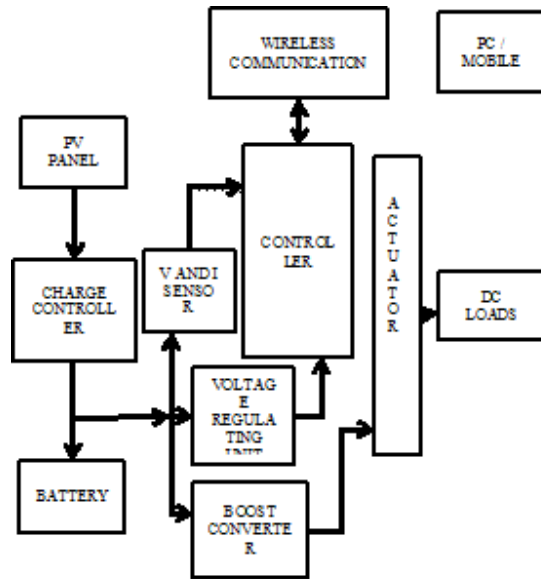 WIRELESS
COMMUNICATION
PC /
MOBILE
PV
PANEL
CONTROL
LER
A
C
T
U
A
T
O
R
V AND I
SENSO
R
CHARGE
CONTROLL
ER
DC
LOADS
VOLTAG
E
REGULA
TING
UNIT
BATTERY
BOOST
CONVERTE
R